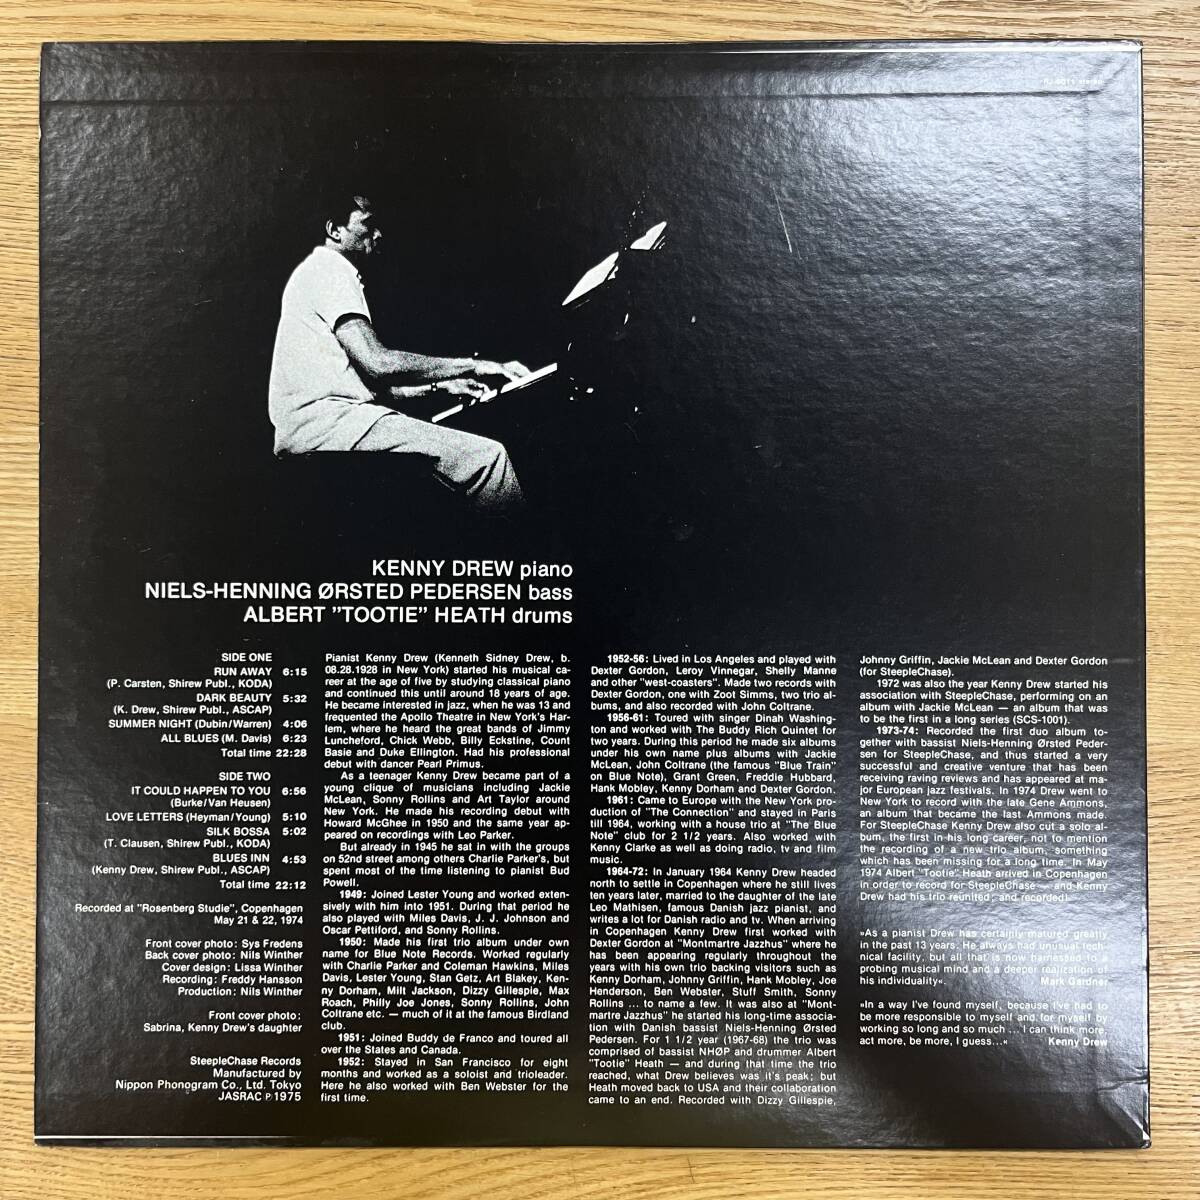 KENNY DREW piano
NIELS-HENNING ØRSTED PEDERSEN bass
ALBERT "TOOTIE" HEATH drums
SIDE ONE
RUN AWAY 6:15
(P. Carsten, Shirew Publ., KODA)
DARK BEAUTY 5:32
(K. Drew, Shirew Publ., ASCAP)
SUMMER NIGHT (Dubin/Warren) 4:06
ALL BLUES (M. Davis) 6:23
Total time 22:28
SIDE TWO
IT COULD HAPPEN TO YOU 6:56
(Burke/Van Heusen)
LOVE LETTERS (Heyman/Young) 5:10
SILK BOSSA 5:02
(T. Clausen, Shirew Publ., KODA)
BLUES INN 4:53
(Kenny Drew, Shirew Publ., ASCAP)
Total time 22:12
Recorded at "Rosenberg Studie", Copenhagen
May 21 & 22, 1974
Front cover photo: Sys Fredens
Back cover photo: Nils Winther
Cover design: Lissa Winther
Recording: Freddy Hansson
Production: Nils Winther
Front cover photo:
Sabrina, Kenny Drew's daughter
SteepleChase Records
Manufactured by
Nippon Phonogram Co., Ltd. Tokyo
JASRAC ℗ 1975
Pianist Kenny Drew (Kenneth Sidney Drew, b.
08.28.1928 in New York) started his musical ca-
reer at the age of five by studying classical piano
and continued this until around 18 years of age.
He became interested in jazz, when he was 13 and
frequented the Apollo Theatre in New York's Har-
lem, where he heard the great bands of Jimmy
Luncheford, Chick Webb, Billy Eckstine, Count
Basie and Duke Ellington. Had his professional
debut with dancer Pearl Primus.
As a teenager Kenny Drew became part of a
young clique of musicians including Jackie
McLean, Sonny Rollins and Art Taylor around
New York. He made his recording debut with
Howard McGhee in 1950 and the same year ap-
peared on recordings with Leo Parker.
But already in 1945 he sat in with the groups
on 52nd street among others Charlie Parker's, but
spent most of the time listening to pianist Bud
Powell.
1949: Joined Lester Young and worked exten-
sively with him into 1951. During that period he
also played with Miles Davis, J. J. Johnson and
Oscar Pettiford, and Sonny Rollins.
1950: Made his first trio album under own
name for Blue Note Records. Worked regularly
with Charlie Parker and Coleman Hawkins, Miles
Davis, Lester Young, Stan Getz, Art Blakey, Ken-
ny Dorham, Milt Jackson, Dizzy Gillespie, Max
Roach, Philly Joe Jones, Sonny Rollins, John
Coltrane etc. — much of it at the famous Birdland
club.
1951: Joined Buddy de Franco and toured all
over the States and Canada.
1952: Stayed in San Francisco for eight
months and worked as a soloist and trioleader.
Here he also worked with Ben Webster for the
first time.
1952-56: Lived in Los Angeles and played with
Dexter Gordon, Leroy Vinnegar, Shelly Manne
and other "west-coasters". Made two records with
Dexter Gordon, one with Zoot Simms, two trio al-
bums, and also recorded with John Coltrane.
1956-61: Toured with singer Dinah Washing-
ton and worked with The Buddy Rich Quintet for
two years. During this period he made six albums
under his own name plus albums with Jackie
McLean, John Coltrane (the famous "Blue Train"
on Blue Note), Grant Green, Freddie Hubbard,
Hank Mobley, Kenny Dorham and Dexter Gordon.
1961: Came to Europe with the New York pro-
duction of "The Connection" and stayed in Paris
till 1964, working with a house trio at "The Blue
Note" club for 2 1/2 years. Also worked with
Kenny Clarke as well as doing radio, tv and film
music.
1964-72: In January 1964 Kenny Drew headed
north to settle in Copenhagen where he still lives
ten years later, married to the daughter of the late
Leo Mathisen, famous Danish jazz pianist, and
writes a lot for Danish radio and tv. When arriving
in Copenhagen Kenny Drew first worked with
Dexter Gordon at "Montmartre Jazzhus" where he
has been appearing regularly throughout the
years with his own trio backing visitors such as
Kenny Dorham, Johnny Griffin, Hank Mobley, Joe
Henderson, Ben Webster, Stuff Smith, Sonny
Rollins ... to name a few. It was also at "Mont-
martre Jazzhus" he started his long-time associa-
tion with Danish bassist Niels-Henning Ørsted
Pedersen. For 1 1/2 year (1967-68) the trio was
comprised of bassist NHØP and drummer Albert
"Tootie" Heath — and during that time the trio
reached, what Drew believes was it's peak; but
Heath moved back to USA and their collaboration
came to an end. Recorded with Dizzy Gillespie,
Johnny Griffin, Jackie McLean and Dexter Gordon
(for SteepleChase).
1972 was also the year Kenny Drew started his
association with SteepleChase, performing on an
album with Jackie McLean — an album that was
to be the first in a long series (SCS-1001).
1973-74: Recorded the first duo album to-
gether with bassist Niels-Henning Ørsted Peder-
sen for SteepleChase, and thus started a very
successful and creative venture that has been
receiving raving reviews and has appeared at ma-
jor European jazz festivals. In 1974 Drew went to
New York to record with the late Gene Ammons,
an album that became the last Ammons made.
For SteepleChase Kenny Drew also cut a solo al-
bum, the first in his long career, not to mention
the recording of a new trio album, something
which has been missing for a long time. In May
1974 Albert "Tootie" Heath arrived in Copenhagen
in order to record for SteepleChase — and Kenny
Drew had his trio reunited; and recorded!
»As a pianist Drew has certainly matured greatly
in the past 13 years. He always had unusual tech-
nical facility, but all that is now harnessed to a
probing musical mind and a deeper realization of
his individuality«. Mark Gardner
»In a way I've found myself, because I've had to
be more responsible to myself and for myself by
working so long and so much ... I can think more,
act more, be more, I guess...« Kenny Drew